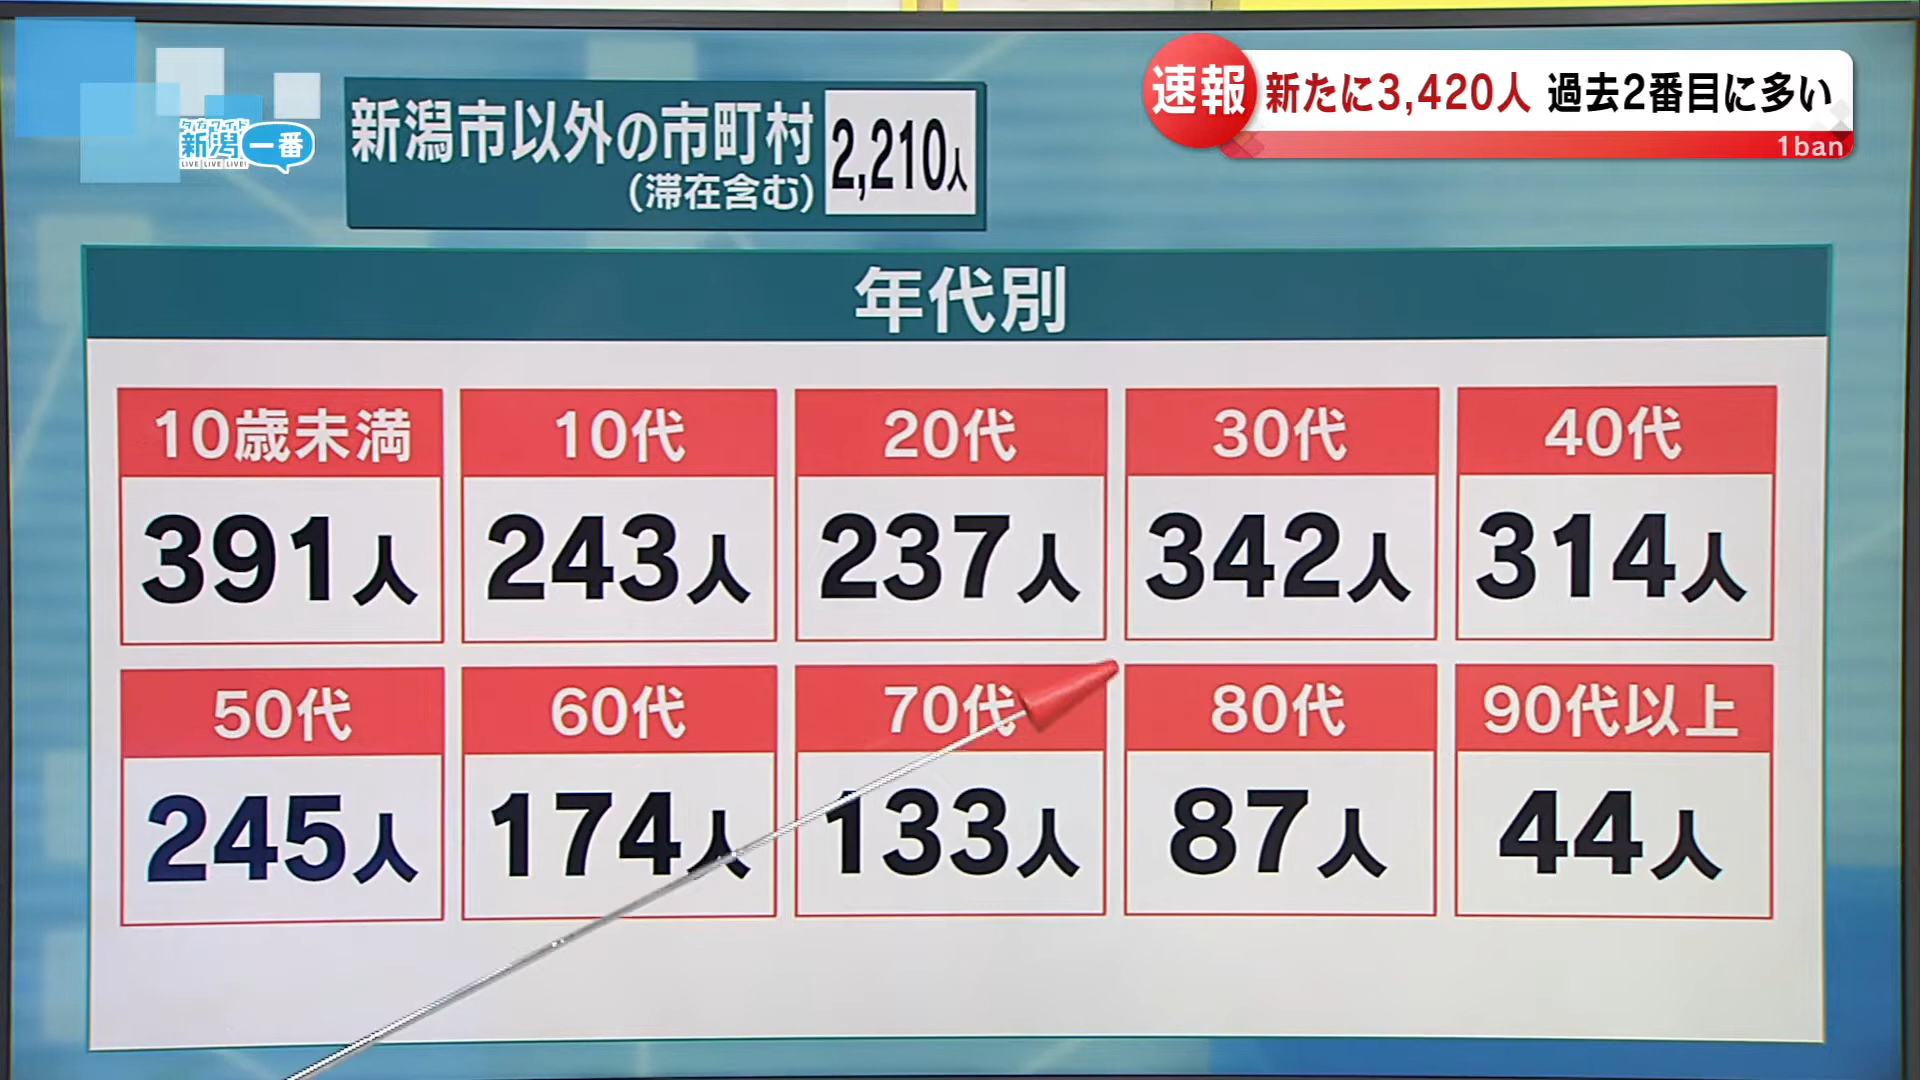 夕方ワイド
新潟一番
LIVE LIVE LIVE!
新潟市以外の市町村
(滞在含む)
2,210人
速報
新たに3,420人 過去2番目に多い
1ban
年代別
10歳未満
391人
10代
243人
20代
237人
30代
342人
40代
314人
50代
245人
60代
174人
70代
133人
80代
87人
90代以上
44人